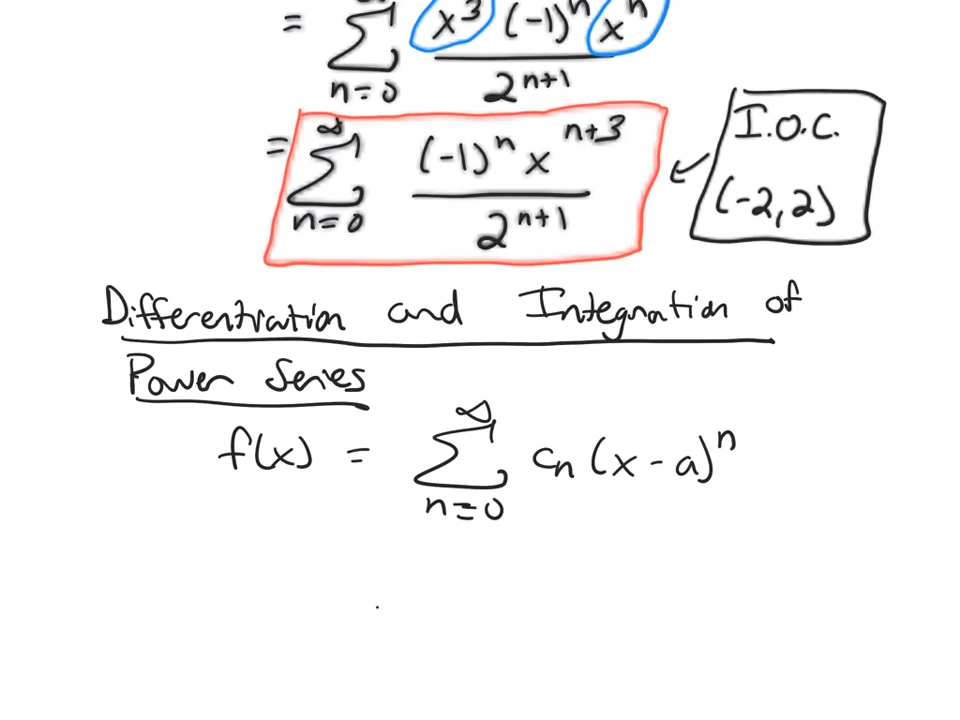 = ∑_{n=0}^{∞} x^3 (-1)^n x^n / 2^{n+1}
= ∑_{n=0}^{∞} (-1)^n x^{n+3} / 2^{n+1}
I.O.C.
(-2,2)
Differentiation and Integration of
Power Series
f(x) = ∑_{n=0}^{∞} c_n (x-a)^n